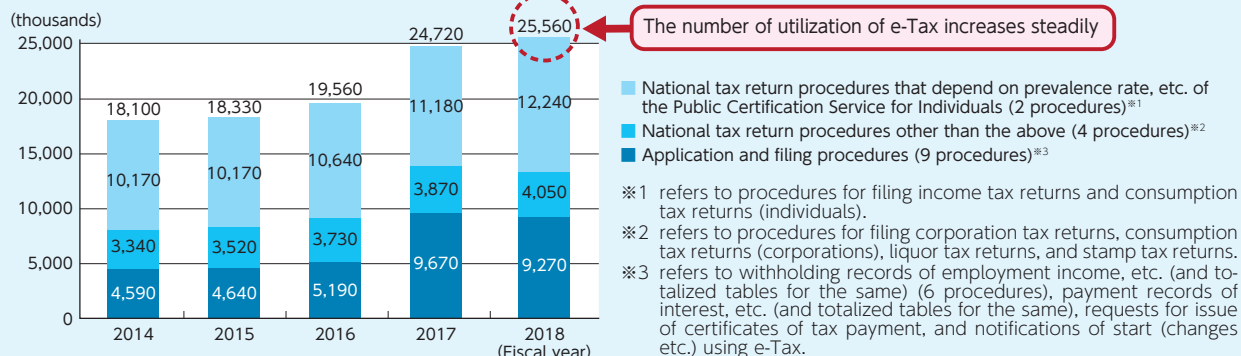 (thousands)
25,000
20,000
15,000
10,000
5,000
0
18,100
10,170
3,340
4,590
2014
18,330
10,170
3,520
4,640
2015
19,560
10,640
3,730
5,190
2016
24,720
11,180
3,870
9,670
2017
25,560
12,240
4,050
9,270
2018
(Fiscal year)
The number of utilization of e-Tax increases steadily
National tax return procedures that depend on prevalence rate, etc. of
the Public Certification Service for Individuals (2 procedures)※1
National tax return procedures other than the above (4 procedures)※2
Application and filing procedures (9 procedures)※3
※1 refers to procedures for filing income tax returns and consumption
tax returns (individuals).
※2 refers to procedures for filing corporation tax returns, consumption
tax returns (corporations), liquor tax returns, and stamp tax returns.
※3 refers to withholding records of employment income, etc. (and to-
talized tables for the same) (6 procedures), payment records of
interest, etc. (and totalized tables for the same), requests for issue
of certificates of tax payment, and notifications of start (changes
etc.) using e-Tax.